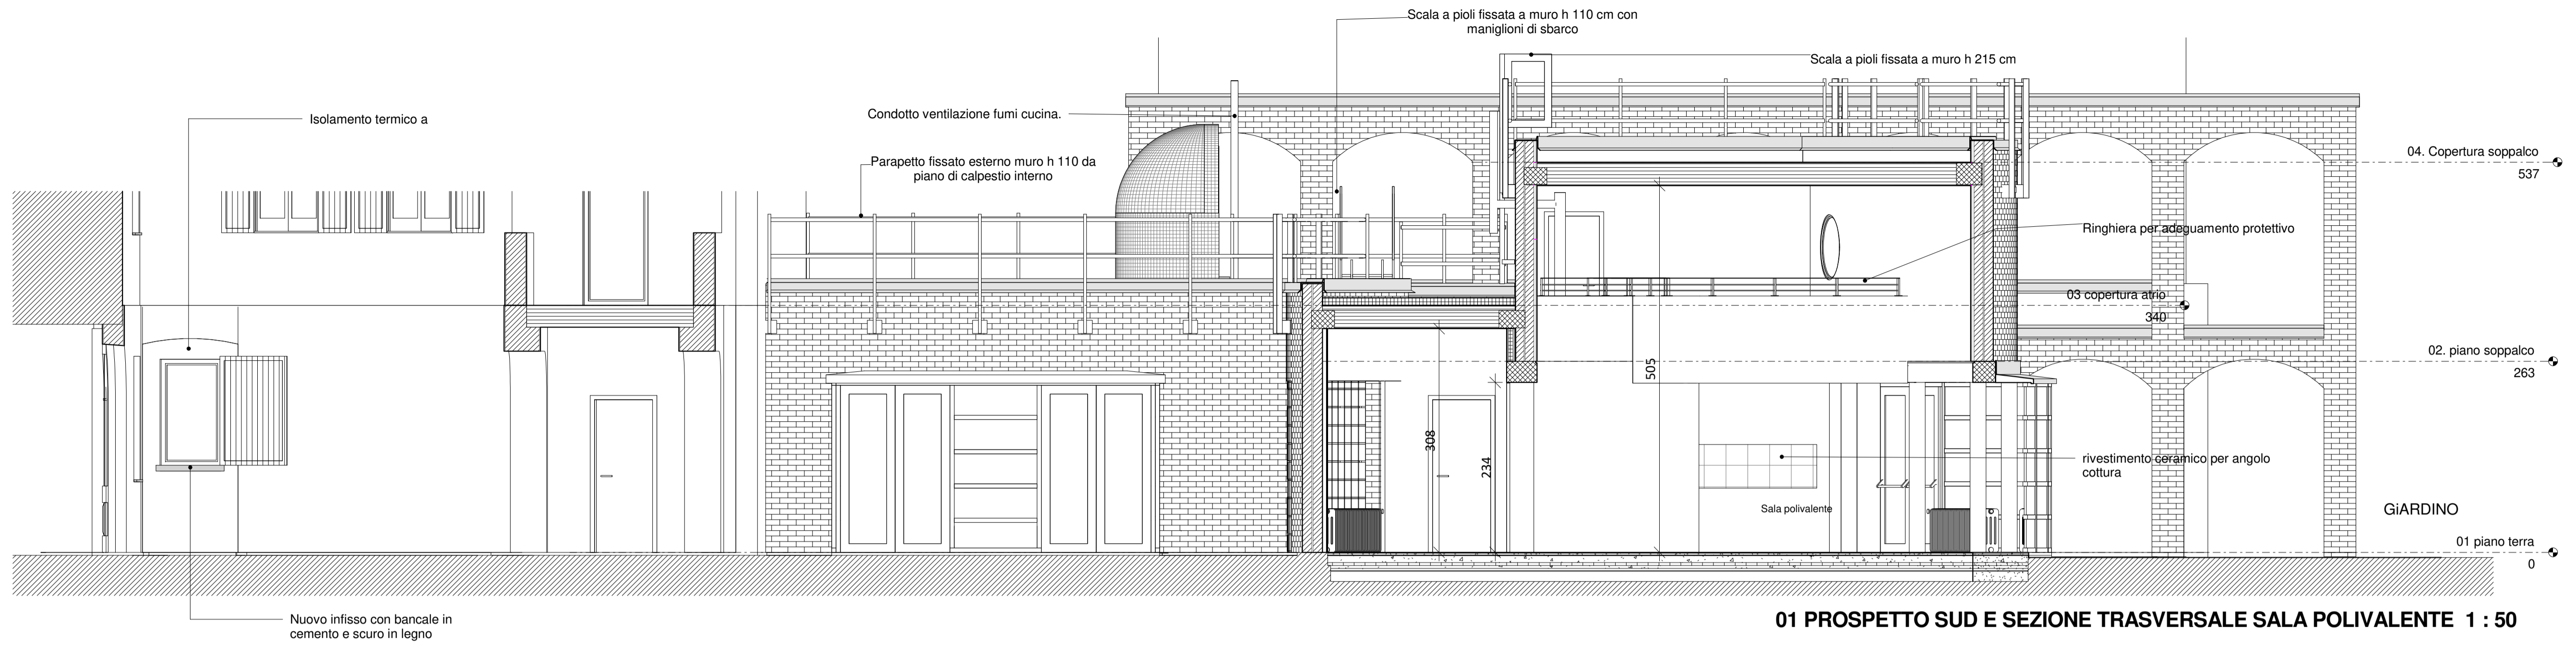 Scala a pioli fissata a muro h 110 cm con
maniglioni di sbarco
Scala a pioli fissata a muro h 215 cm
Isolamento termico a
Condotto ventilazione fumi cucina.
Parapetto fissato esterno muro h 110 da
piano di calpestio interno
04. Copertura soppalco
537
Ringhiera per adeguamento protettivo
03 copertura atrio
340
02. piano soppalco
263
505
308
234
rivestimento ceramico per angolo
cottura
Sala polivalente
GiARDINO
01 piano terra
0
Nuovo infisso con bancale in
cemento e scuro in legno
01 PROSPETTO SUD E SEZIONE TRASVERSALE SALA POLIVALENTE 1 : 50